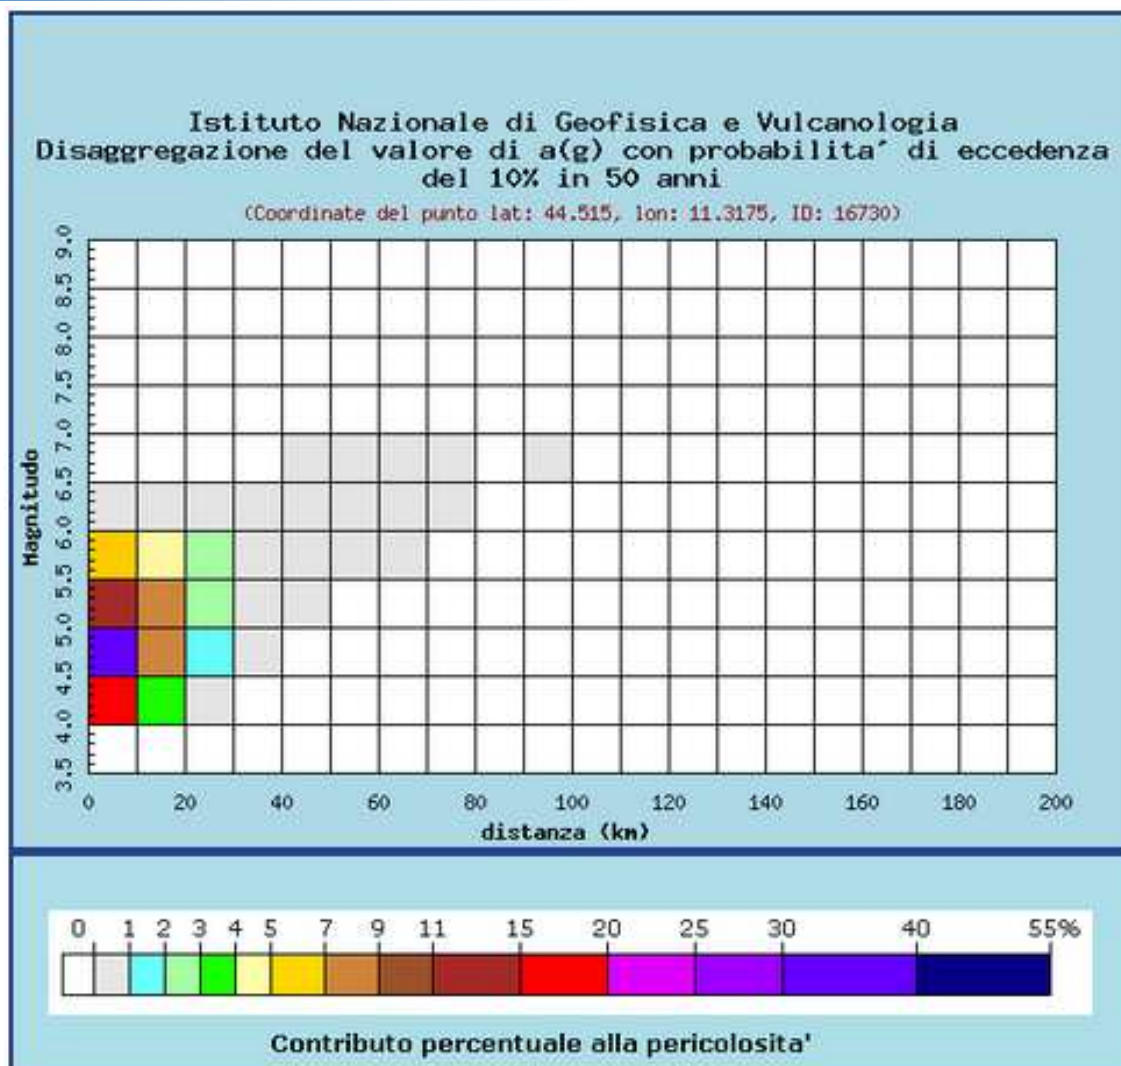 Istituto Nazionale di Geofisica e Vulcanologia
Disaggregazione del valore di a(g) con probabilita´ di eccedenza
del 10% in 50 anni
(Coordinate del punto lat: 44.515, lon: 11.3175, ID: 16730)
Magnitudo
9.0
8.5
8.0
7.5
7.0
6.5
6.0
5.5
5.0
4.5
4.0
3.5
0 20 40 60 80 100 120 140 160 180 200
distanza (km)
0 1 2 3 4 5 7 9 11 15 20 25 30 40 55%
Contributo percentuale alla pericolosita'